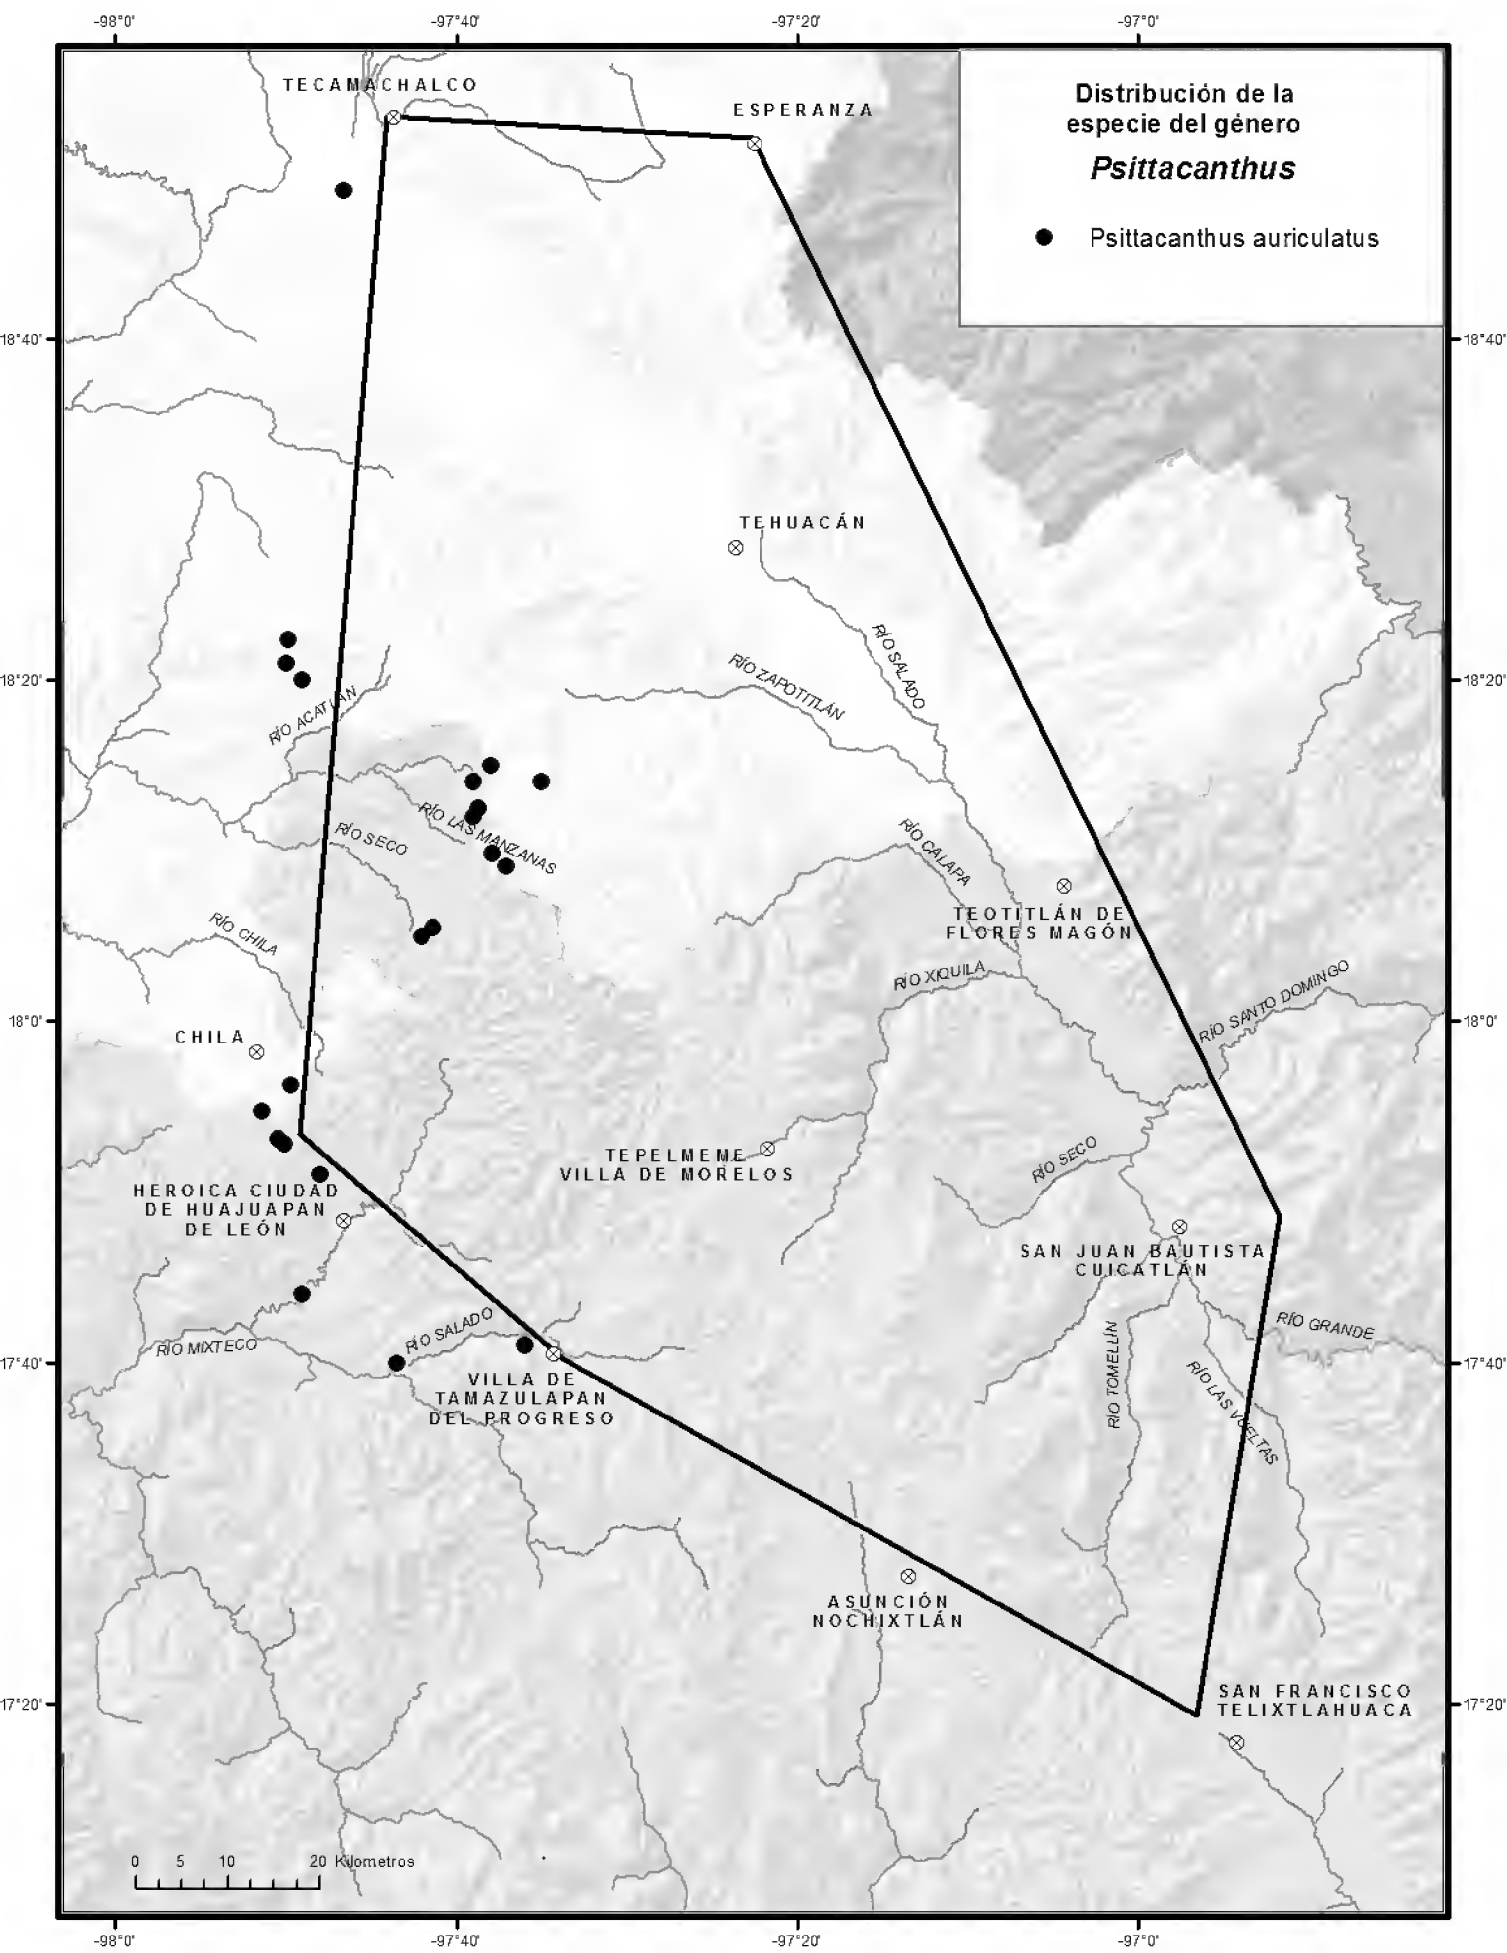 -98°0'
-97°40'
-97°20'
-97°0'
TECAMACHALCO
ESPERANZA
Distribución de la
especie del género
Psittacanthus
Psittacanthus auriculatus
18°40'
18°40'
TEHUACÁN
RÍO SALADO
RÍO ZAPOTITLÁN
18°20'
18°20'
RÍO ACATLÁN
RÍO LAS MANZANAS
RÍO SECO
RÍO CALAPA
TEOTITLÁN DE
FLORES MAGÓN
RÍO CHILA
RÍO XIQUILA
RÍO SANTO DOMINGO
18°0'
18°0'
CHILA
TEPELMEME
VILLA DE MORELOS
RÍO SECO
HEROICA CIUDAD
DE HUAJUAPAN
DE LEÓN
SAN JUAN BAUTISTA
CUICATLÁN
RÍO SALADO
RÍO MIXTECO
RÍO GRANDE
RÍO TOMELLÍN
RÍO LAS VUELTAS
17°40'
17°40'
VILLA DE
TAMAZULAPAN
DEL PROGRESO
ASUNCIÓN
NOCHIXTLÁN
SAN FRANCISCO
TELIXTLAHUACA
17°20'
17°20'
0 5 10 20 Kilometros
-98°0'
-97°40'
-97°20'
-97°0'